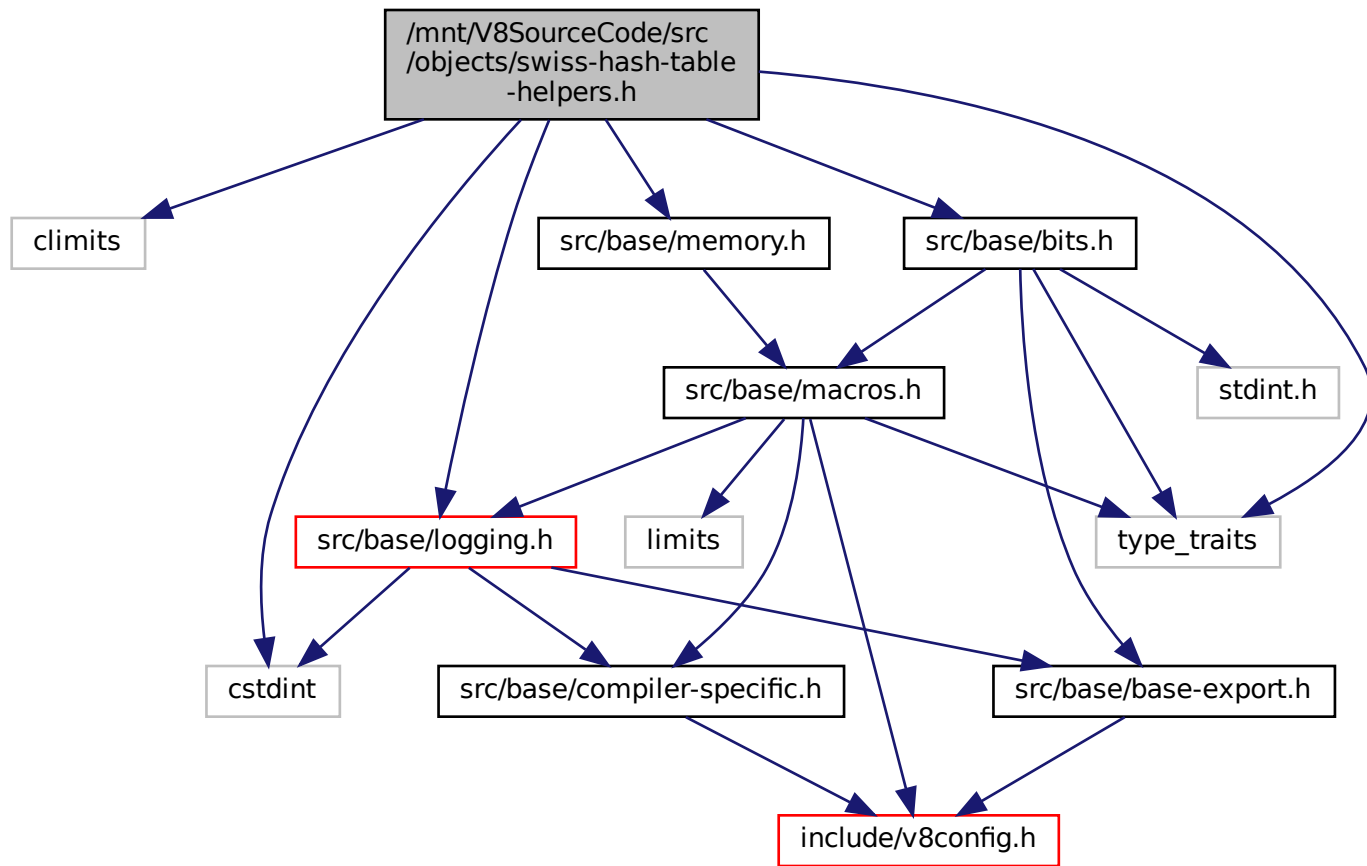 /mnt/V8SourceCode/src
/objects/swiss-hash-table
-helpers.h
climits
src/base/memory.h
src/base/bits.h
src/base/macros.h
stdint.h
src/base/logging.h
limits
type_traits
cstdint
src/base/compiler-specific.h
src/base/base-export.h
include/v8config.h